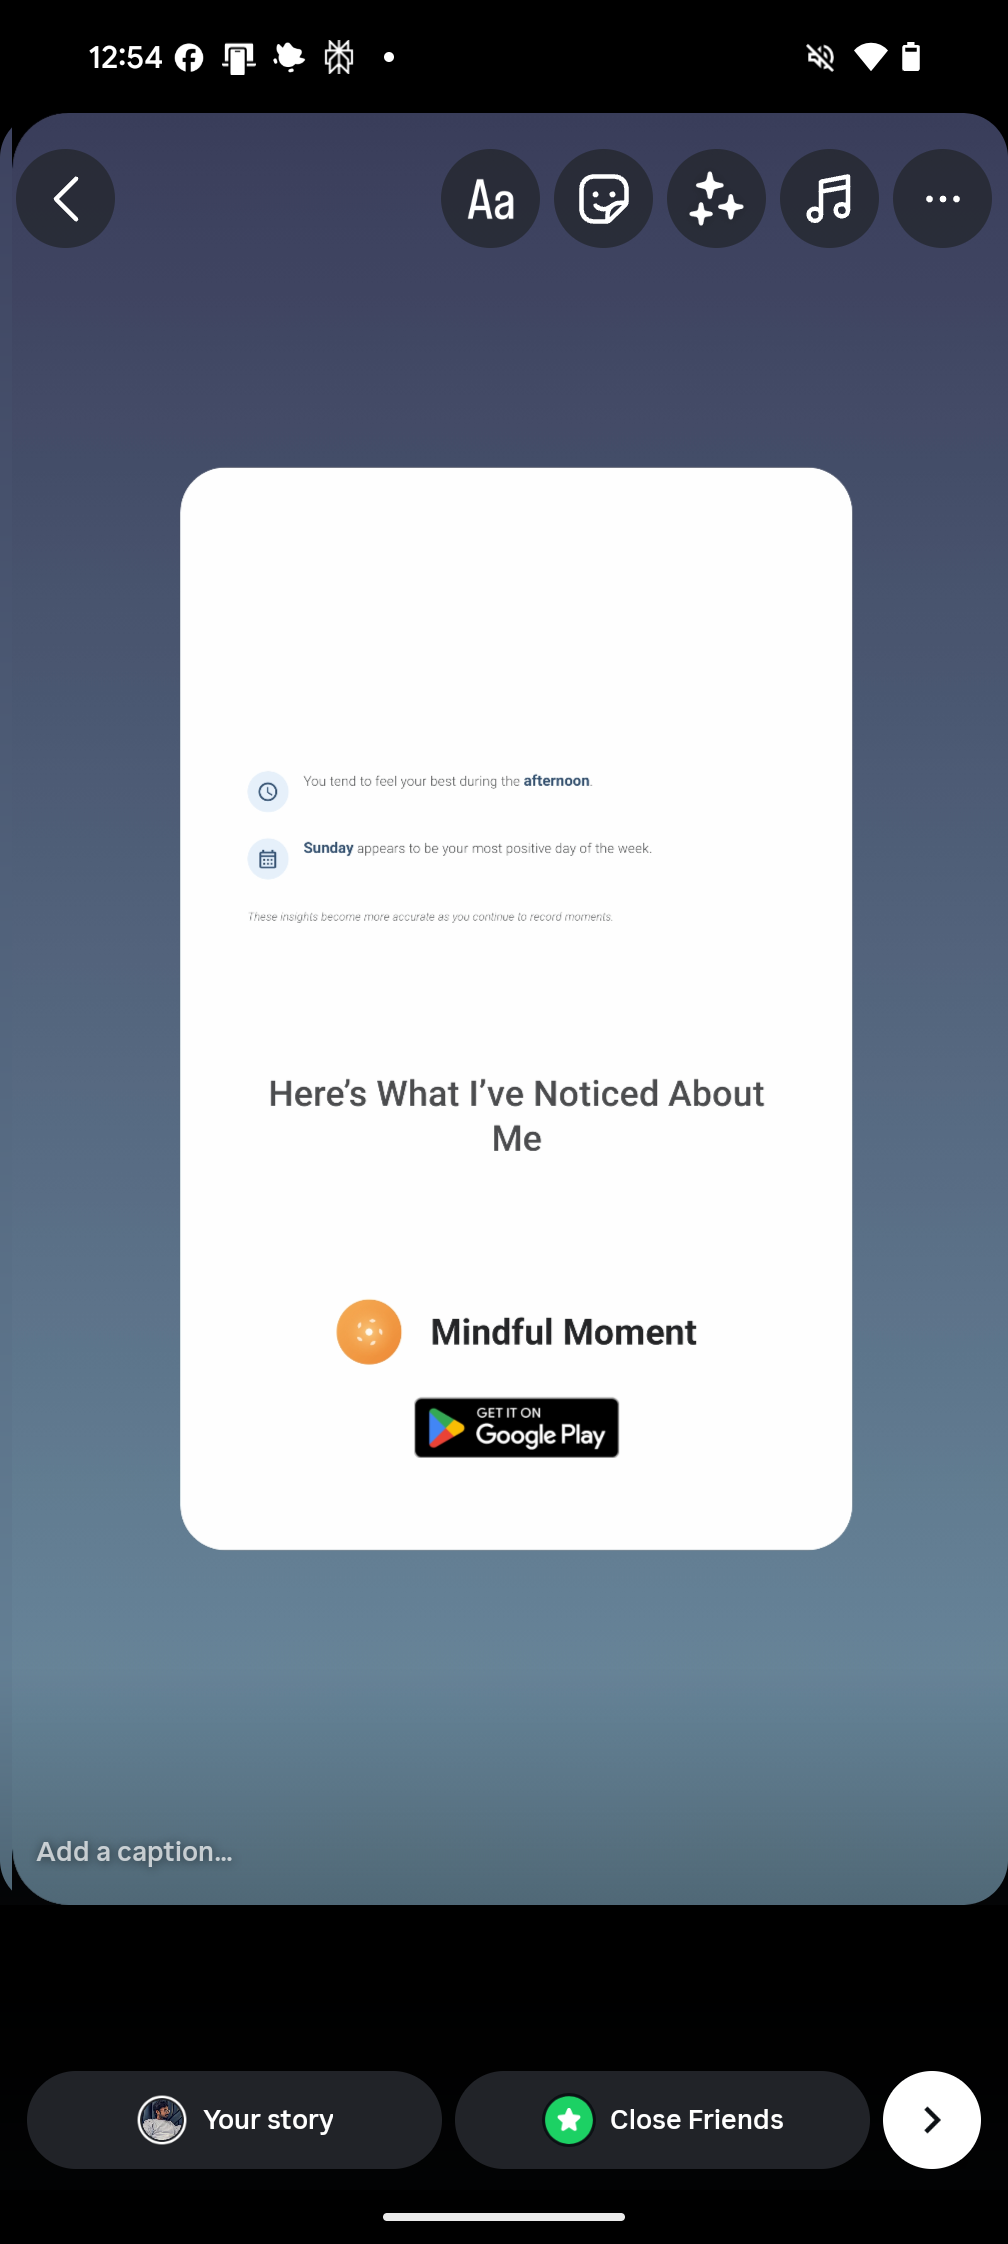 12:54
Aa
You tend to feel your best during the afternoon.
Sunday appears to be your most positive day of the week.
These insights become more accurate as you continue to record moments.
Here’s What I’ve Noticed About
Me
Mindful Moment
GET IT ON
Google Play
Add a caption...
Your story
Close Friends